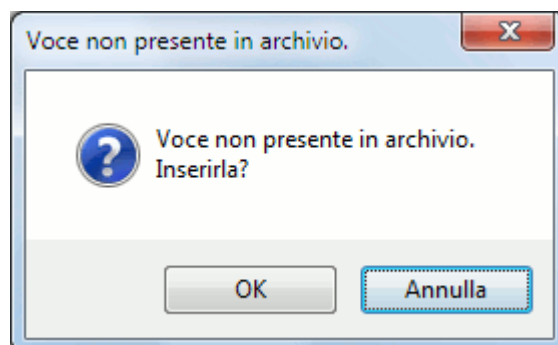 Voce non presente in archivio.
Voce non presente in archivio.
Inserirla?
OK
Annulla